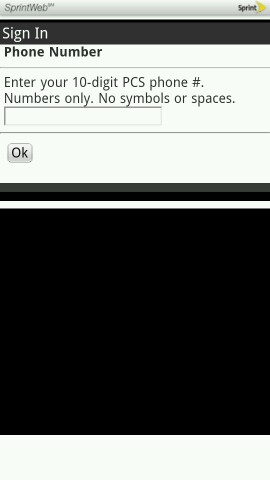 SprintWeb℠
Sprint
Sign In
Phone Number
Enter your 10-digit PCS phone #.
Numbers only. No symbols or spaces.
Ok